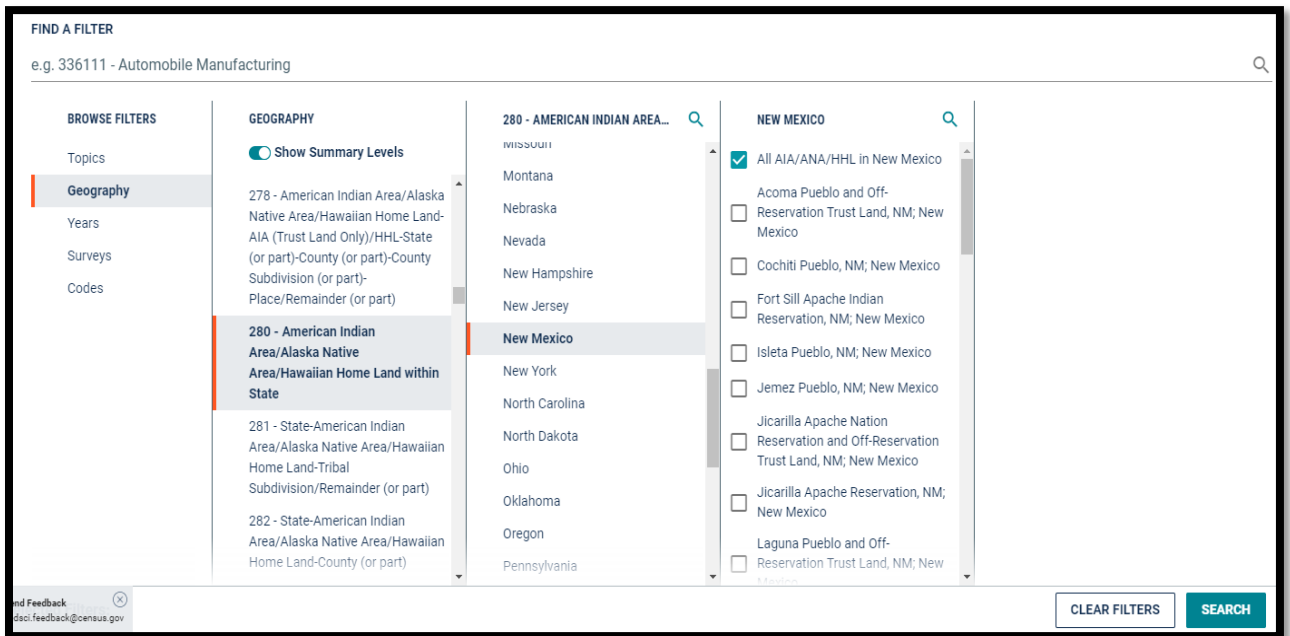 FIND A FILTER
e.g. 336111 - Automobile Manufacturing
BROWSE FILTERS
Topics
Geography
Years
Surveys
Codes
GEOGRAPHY
Show Summary Levels
278 - American Indian Area/Alaska
Native Area/Hawaiian Home Land-
AIA (Trust Land Only)/HHL-State
(or part)-County (or part)-County
Subdivision (or part)-
Place/Remainder (or part)
280 - American Indian
Area/Alaska Native
Area/Hawaiian Home Land within
State
281 - State-American Indian
Area/Alaska Native Area/Hawaiian
Home Land-Tribal
Subdivision/Remainder (or part)
282 - State-American Indian
Area/Alaska Native Area/Hawaiian
Home Land-County (or part)
280 - AMERICAN INDIAN AREA...
Missouri
Montana
Nebraska
Nevada
New Hampshire
New Jersey
New Mexico
New York
North Carolina
North Dakota
Ohio
Oklahoma
Oregon
Pennsylvania
NEW MEXICO
All AIA/ANA/HHL in New Mexico
Acoma Pueblo and Off-
Reservation Trust Land, NM; New
Mexico
Cochiti Pueblo, NM; New Mexico
Fort Sill Apache Indian
Reservation, NM; New Mexico
Isleta Pueblo, NM; New Mexico
Jemez Pueblo, NM; New Mexico
Jicarilla Apache Nation
Reservation and Off-Reservation
Trust Land, NM; New Mexico
Jicarilla Apache Reservation, NM;
New Mexico
Laguna Pueblo and Off-
Reservation Trust Land, NM; New
Mexico
nd Feedback
dsci.feedback@census.gov
CLEAR FILTERS
SEARCH